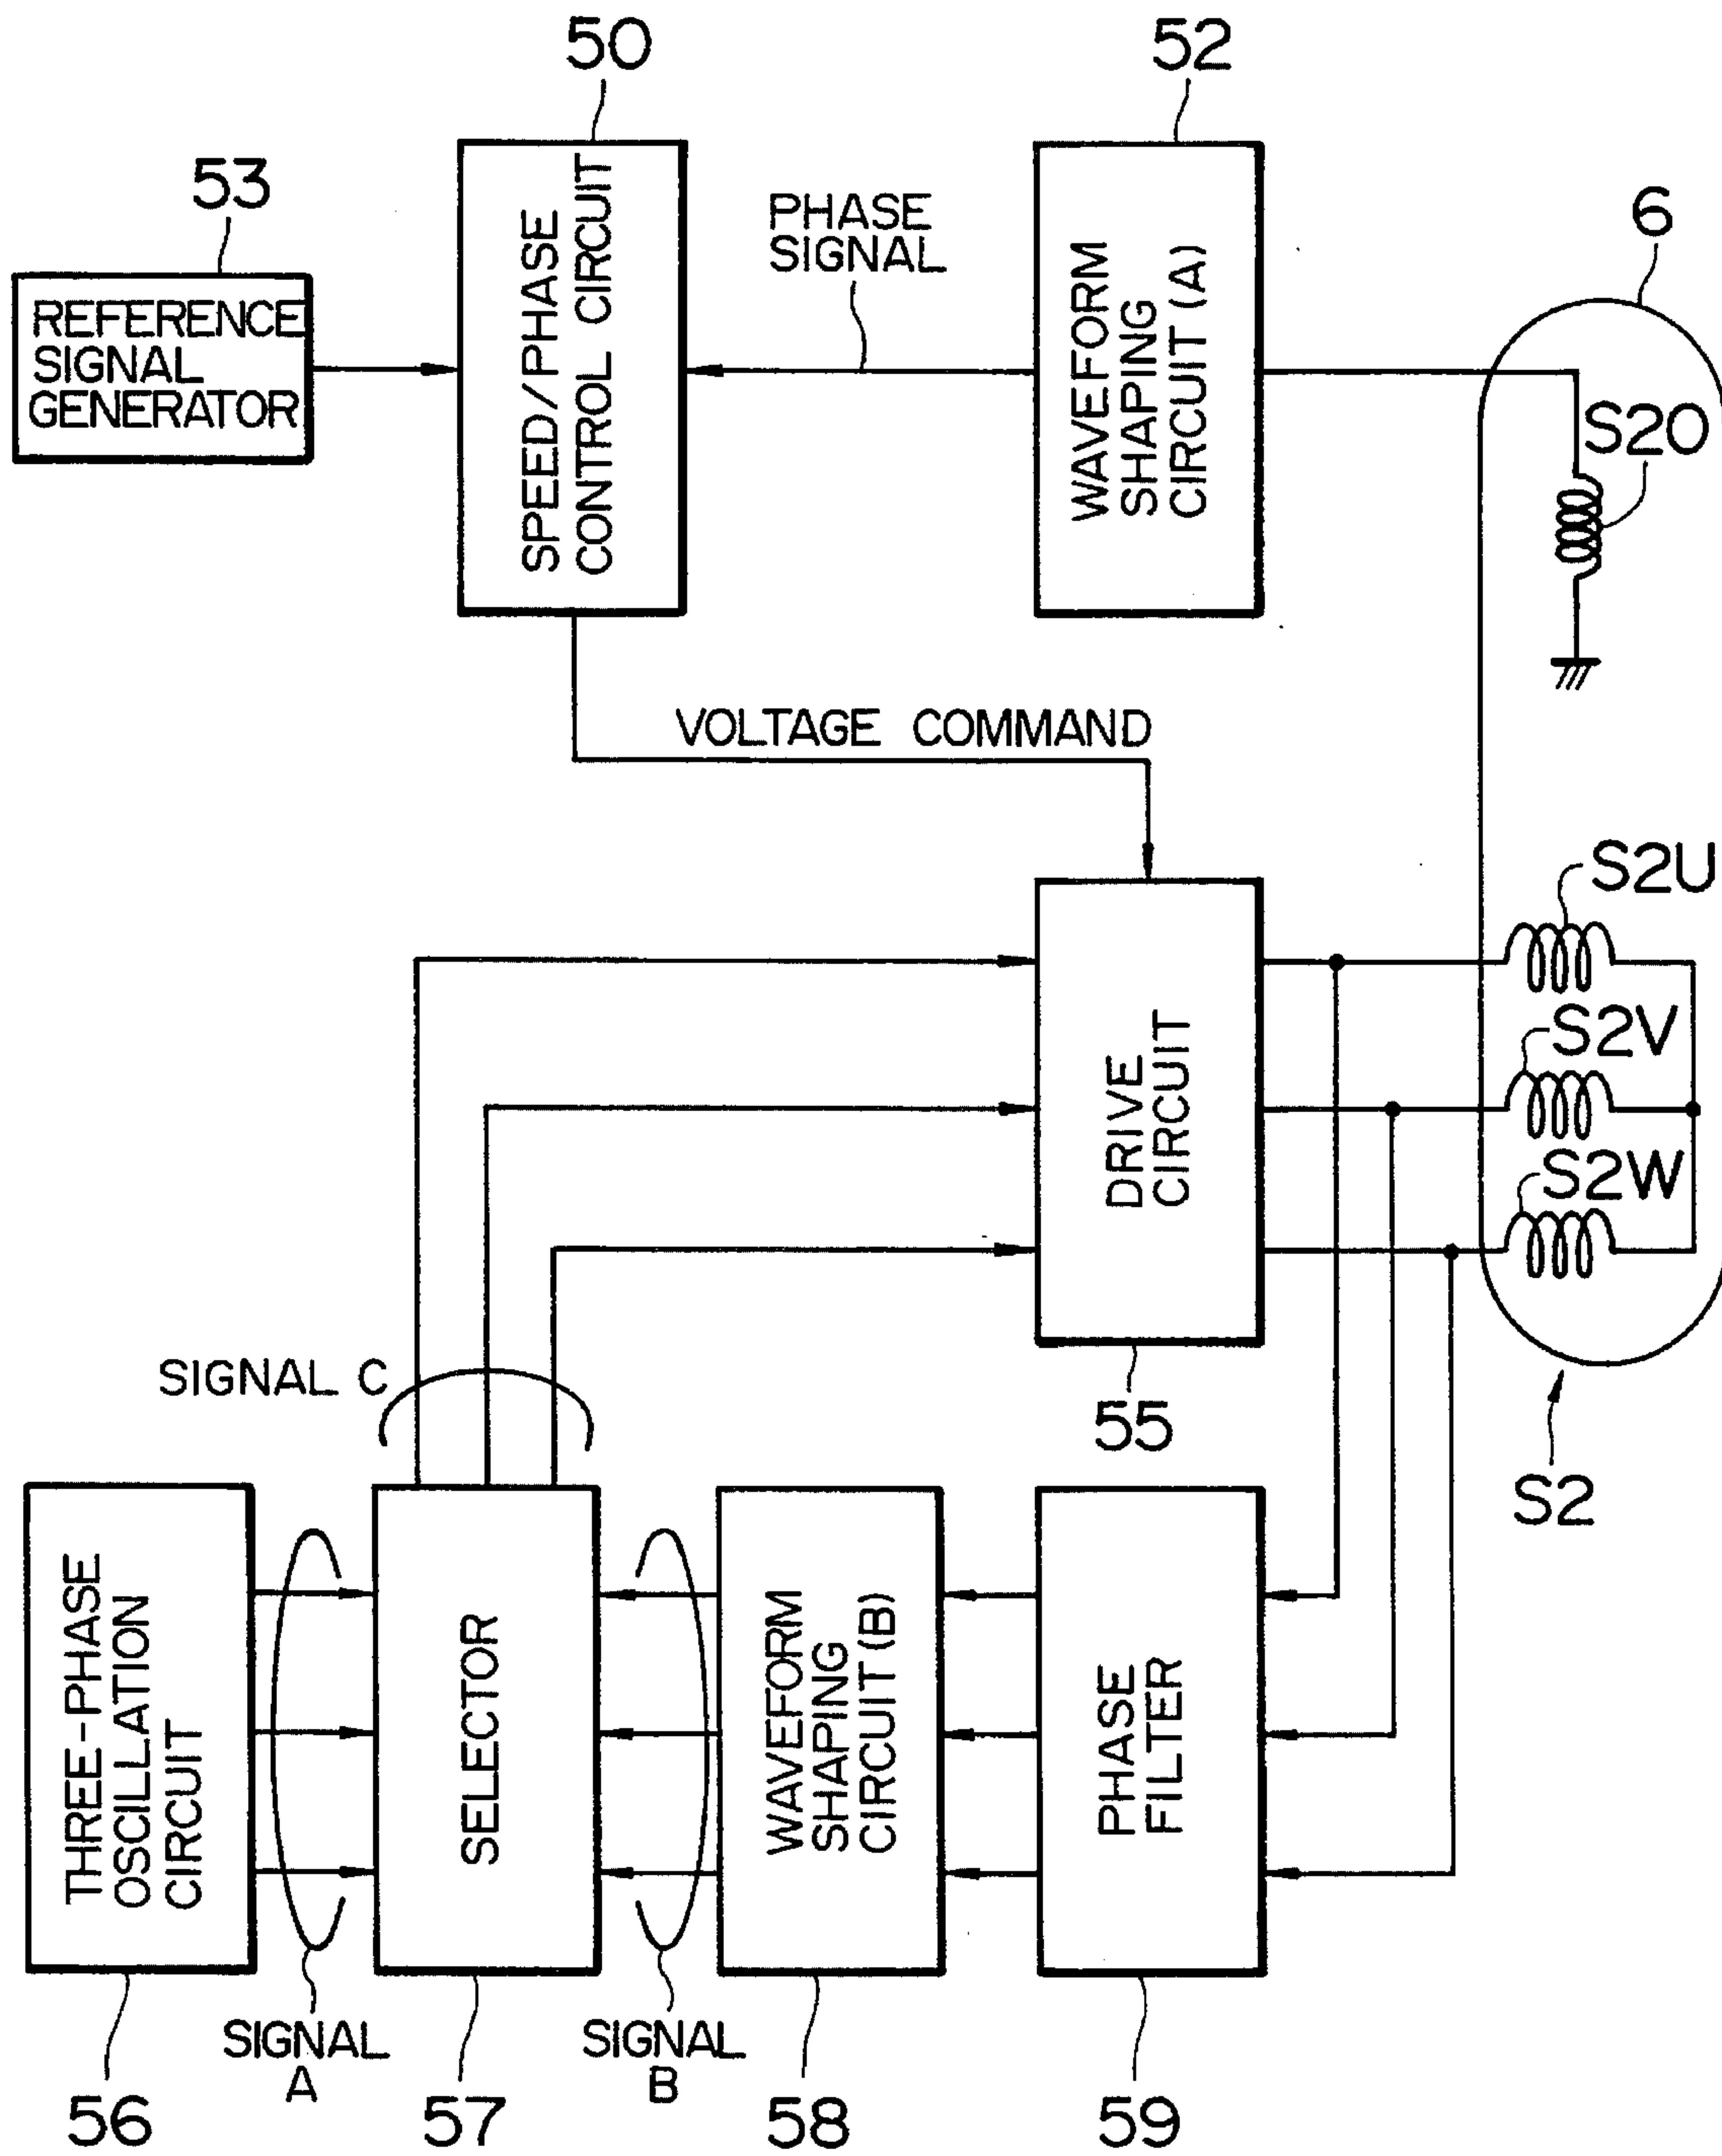 50
52
53
6
REFERENCE
SIGNAL
GENERATOR
SPEED/PHASE
CONTROL CIRCUIT
PHASE
SIGNAL
WAVEFORM
SHAPING
CIRCUIT (A)
S20
VOLTAGE COMMAND
S2U
S2V
S2W
DRIVE
CIRCUIT
55
S2
SIGNAL C
THREE-PHASE
OSCILLATION
CIRCUIT
SELECTOR
WAVEFORM
SHAPING
CIRCUIT (B)
PHASE
FILTER
SIGNAL
A
SIGNAL
B
56
57
58
59